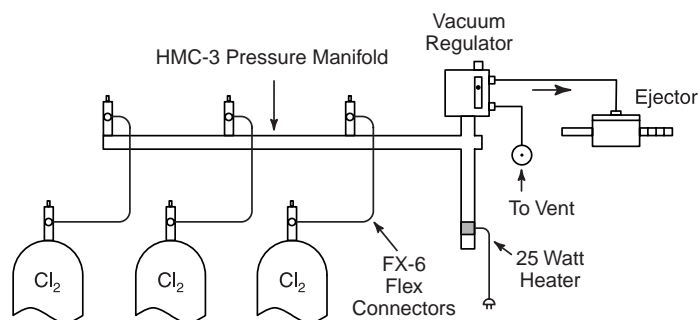 Vacuum
Regulator
HMC-3 Pressure Manifold
Ejector
To Vent
Cl₂
Cl₂
Cl₂
FX-6
Flex
Connectors
25 Watt
Heater